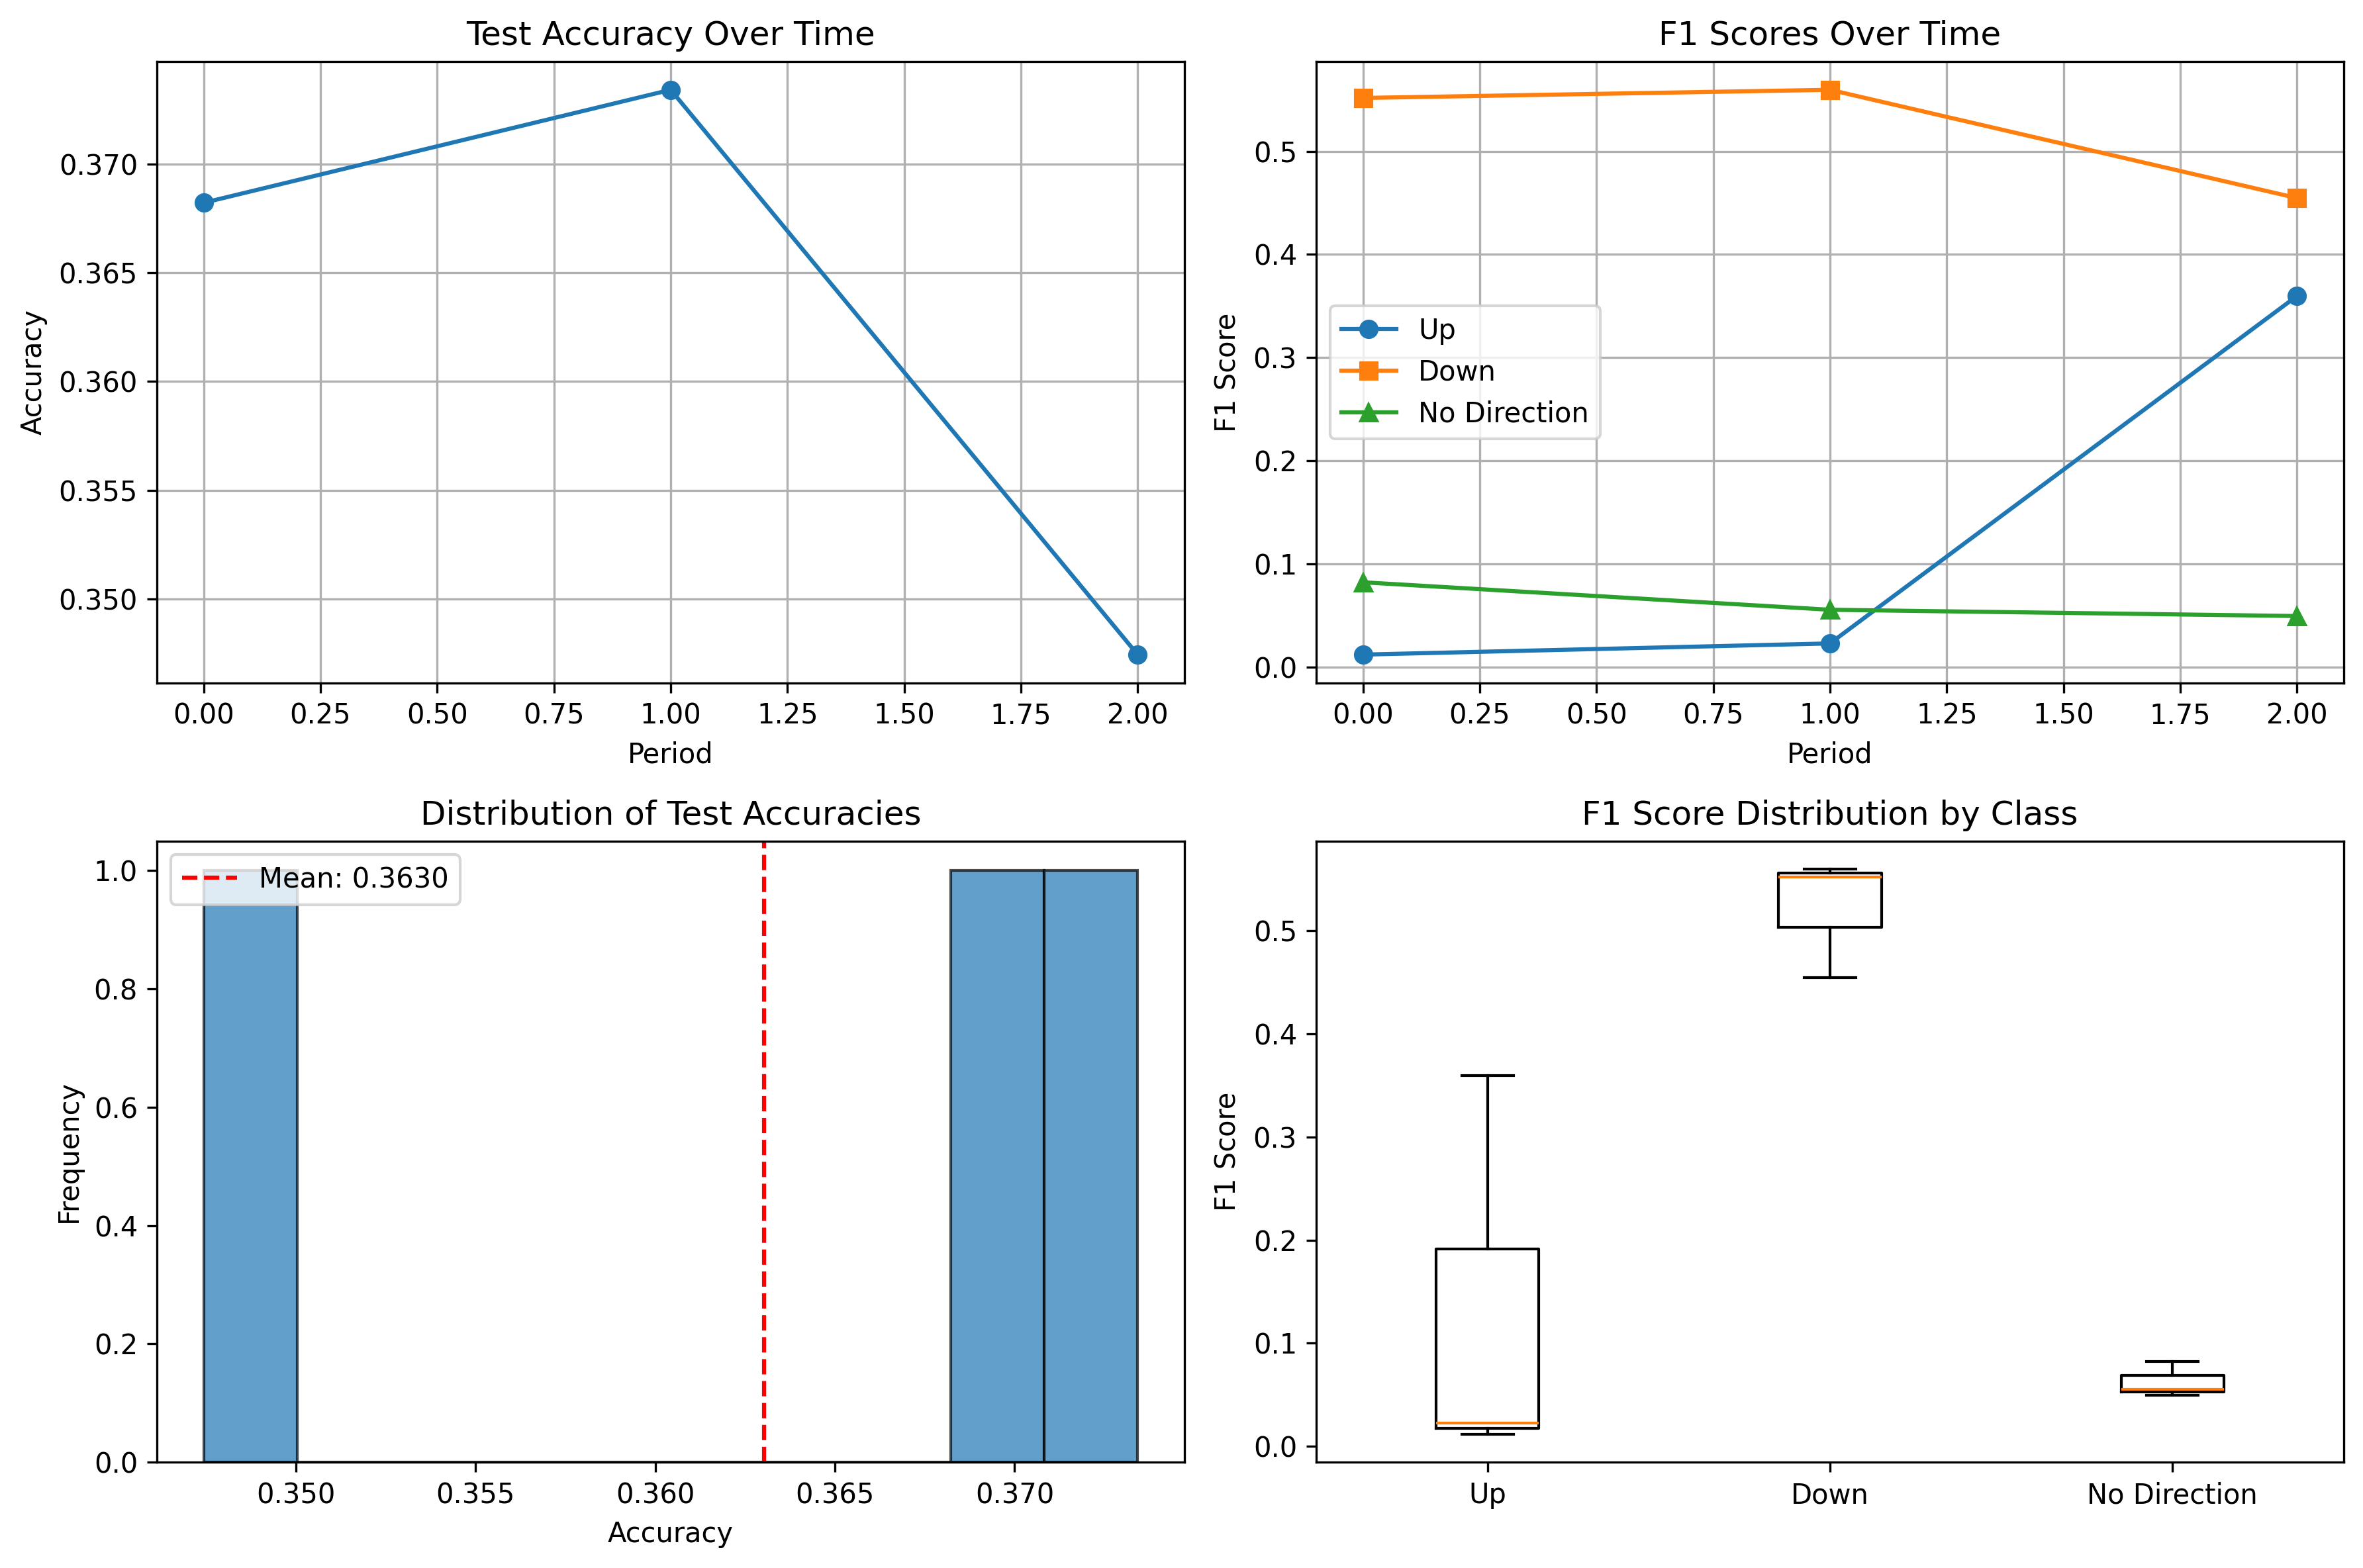 Test Accuracy Over Time
Accuracy
0.370
0.365
0.360
0.355
0.350
0.00 0.25 0.50 0.75 1.00 1.25 1.50 1.75 2.00
Period
F1 Scores Over Time
F1 Score
0.5
0.4
0.3
0.2
0.1
0.0
Up
Down
No Direction
0.00 0.25 0.50 0.75 1.00 1.25 1.50 1.75 2.00
Period
Distribution of Test Accuracies
Frequency
1.0
0.8
0.6
0.4
0.2
0.0
Mean: 0.3630
0.350 0.355 0.360 0.365 0.370
Accuracy
F1 Score Distribution by Class
F1 Score
0.5
0.4
0.3
0.2
0.1
0.0
Up Down No Direction